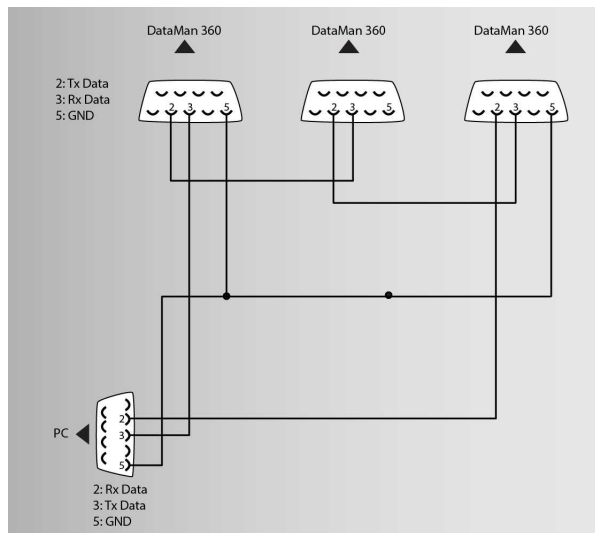 DataMan 360 DataMan 360 DataMan 360
2: Tx Data
3: Rx Data
5: GND
2 3 5 2 3 2 3 5
PC
2
3
5
2: Rx Data
3: Tx Data
5: GND